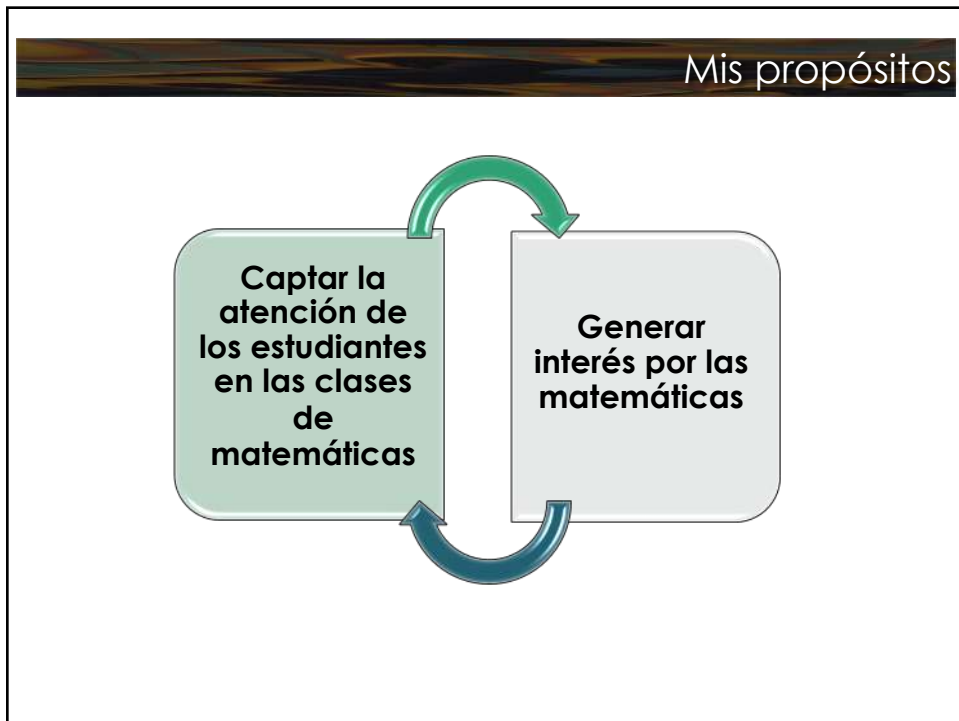 Mis propósitos
Captar la
atención de
los estudiantes
en las clases
de
matemáticas
Generar
interés por las
matemáticas